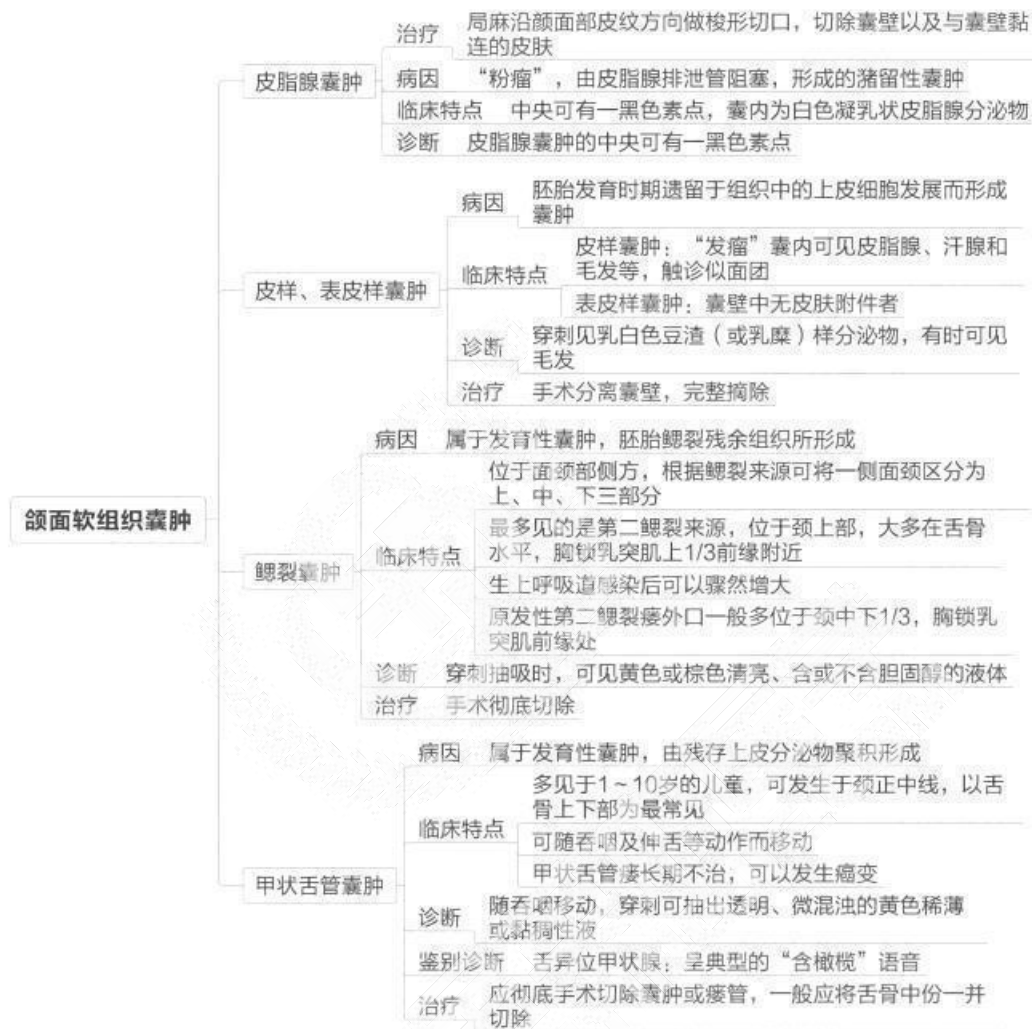 颌面软组织囊肿
皮脂腺囊肿
治疗
局麻沿颜面部皮纹方向做梭形切口，切除囊壁以及与囊壁黏
连的皮肤
病因
“粉瘤”，由皮脂腺排泄管阻塞，形成的潴留性囊肿
临床特点
中央可有一黑色素点，囊内为白色凝乳状皮脂腺分泌物
诊断
皮脂腺囊肿的中央可有一黑色素点
皮样、表皮样囊肿
病因
胚胎发育时期遗留于组织中的上皮细胞发展而形成
囊肿
临床特点
皮样囊肿：“发瘤”囊内可见皮脂腺、汗腺和
毛发等，触诊似面团
表皮样囊肿：囊壁中无皮肤附件者
诊断
穿刺见乳白色豆渣（或乳糜）样分泌物，有时可见
毛发
治疗
手术分离囊壁，完整摘除
鳃裂囊肿
病因
属于发育性囊肿，胚胎鳃裂残余组织所形成
临床特点
位于面颈部侧方，根据鳃裂来源可将一侧面颈区分为
上、中、下三部分
最多见的是第二鳃裂来源，位于颈上部，大多在舌骨
水平，胸锁乳突肌上1/3前缘附近
生上呼吸道感染后可以骤然增大
原发性第二鳃裂瘘外口一般多位于颈中下1/3，胸锁乳
突肌前缘处
诊断
穿刺抽吸时，可见黄色或棕色清亮、含或不含胆固醇的液体
治疗
手术彻底切除
甲状舌管囊肿
病因
属于发育性囊肿，由残存上皮分泌物聚积形成
临床特点
多见于1～10岁的儿童，可发生于颈正中线，以舌
骨上下部为最常见
可随吞咽及伸舌等动作而移动
甲状舌管瘘长期不治，可以发生癌变
诊断
随吞咽移动，穿刺可抽出透明、微混浊的黄色稀薄
或黏稠性液
鉴别诊断
舌异位甲状腺：呈典型的“含橄榄”语音
治疗
应彻底手术切除囊肿或瘘管，一般应将舌骨中份一并
切除